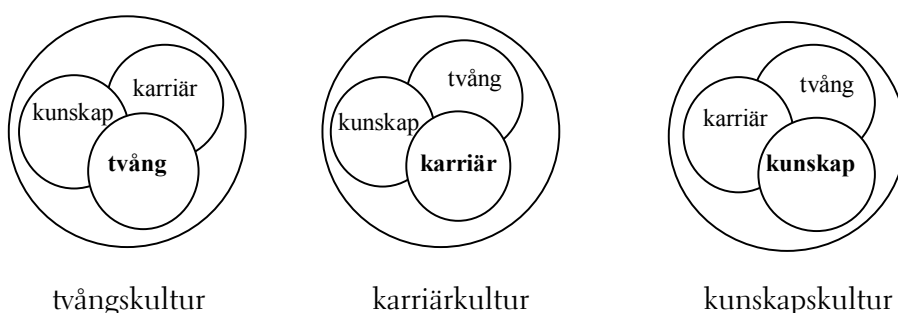 karriär
kunskap
tvång
tvång
kunskap
karriär
tvång
karriär
kunskap
tvångskultur
karriärkultur
kunskapskultur